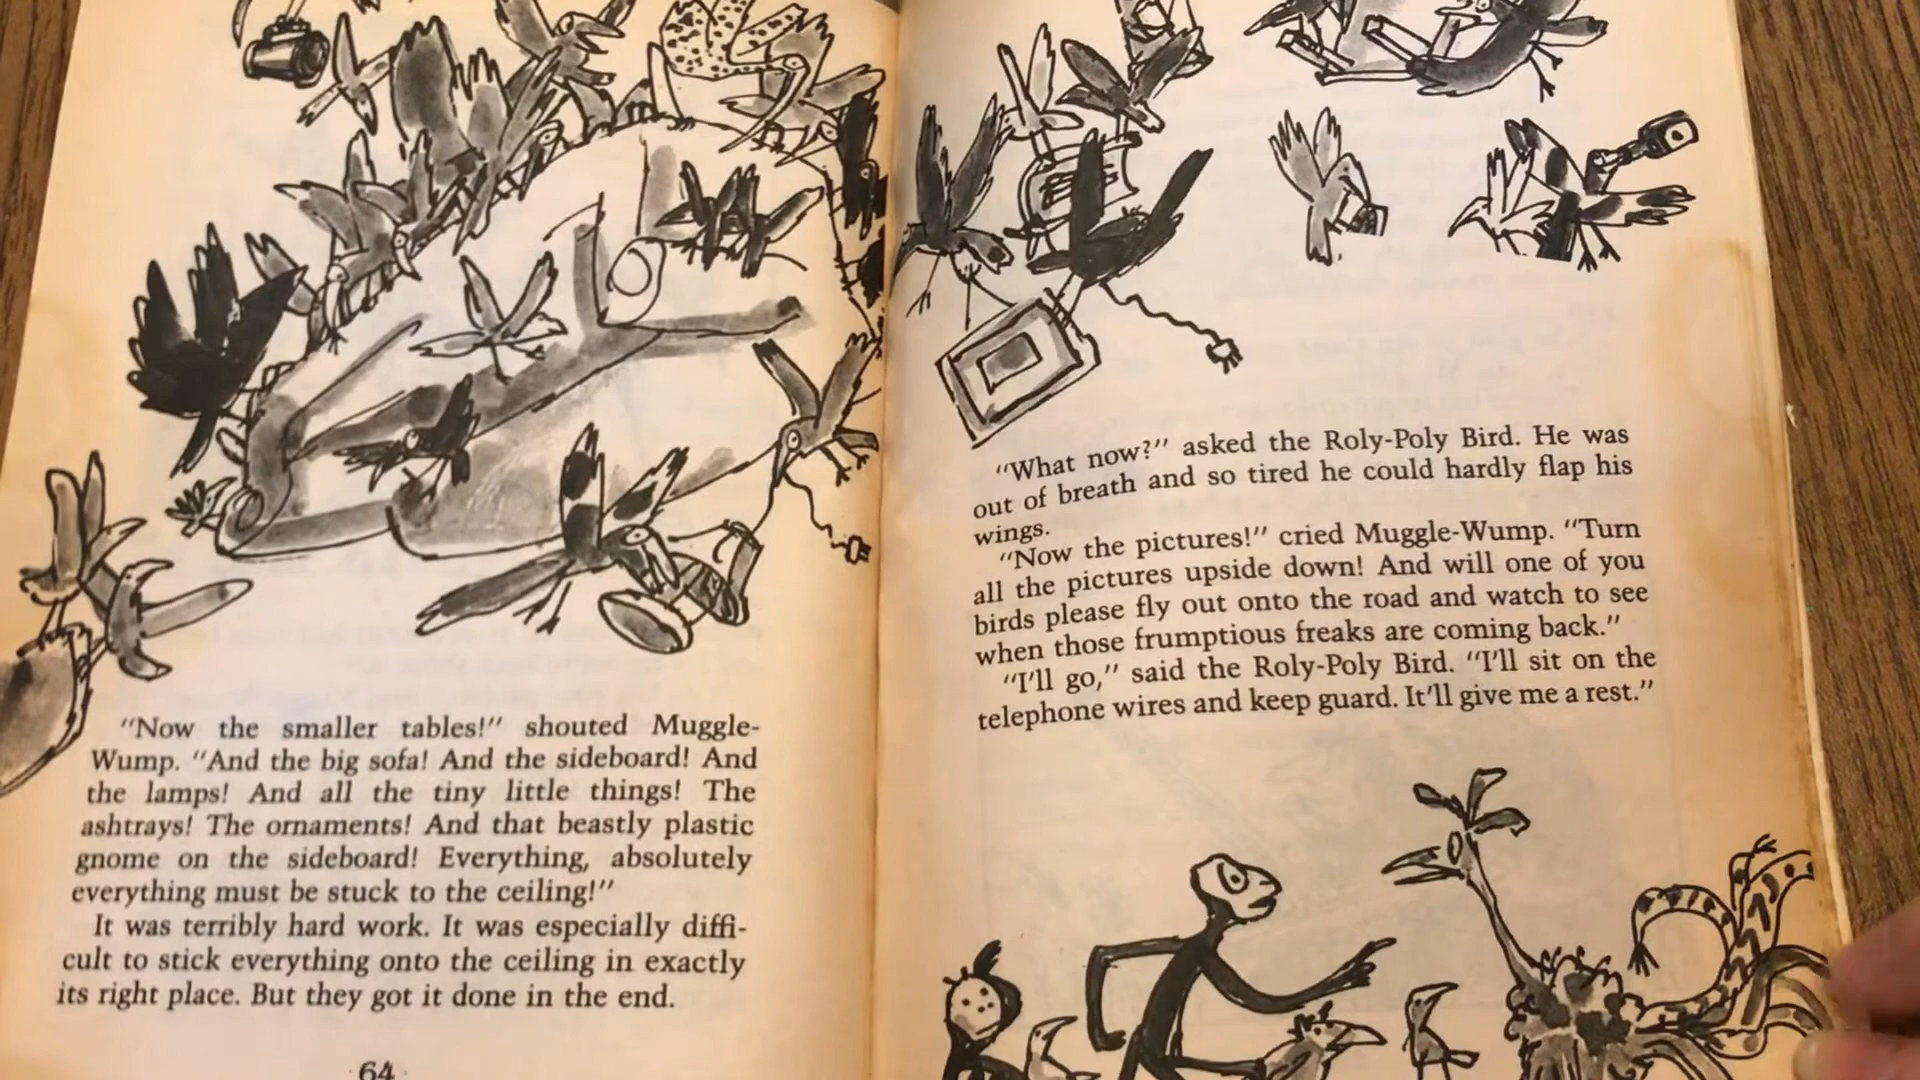 “Now the smaller tables!” shouted Muggle-
Wump. “And the big sofa! And the sideboard! And
the lamps! And all the tiny little things! The
ashtrays! The ornaments! And that beastly plastic
gnome on the sideboard! Everything, absolutely
everything must be stuck to the ceiling!”
It was terribly hard work. It was especially diffi-
cult to stick everything onto the ceiling in exactly
its right place. But they got it done in the end.
64
“What now?” asked the Roly-Poly Bird. He was
out of breath and so tired he could hardly flap his
wings.
“Now the pictures!” cried Muggle-Wump. “Turn
all the pictures upside down! And will one of you
birds please fly out onto the road and watch to see
when those frumptious freaks are coming back.”
“I’ll go,” said the Roly-Poly Bird. “I’ll sit on the
telephone wires and keep guard. It’ll give me a rest.”